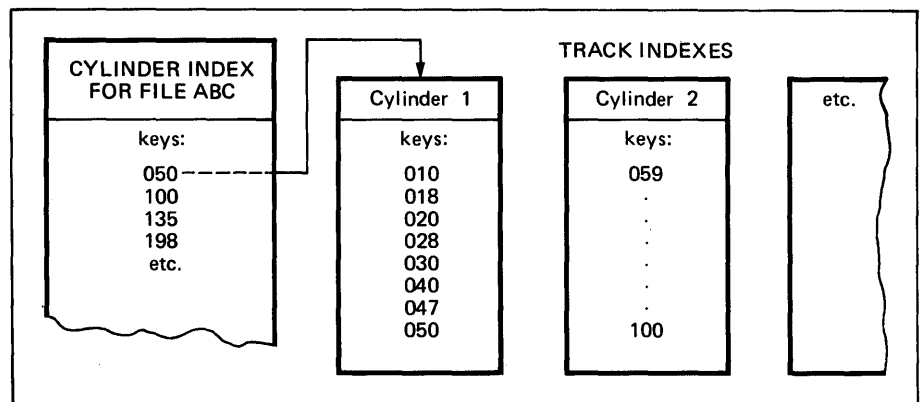 CYLINDER INDEX
FOR FILE ABC
keys:
050
100
135
198
etc.
TRACK INDEXES
Cylinder 1
keys:
010
018
020
028
030
040
047
050
Cylinder 2
keys:
059
.
.
.
.
.
.
100
etc.